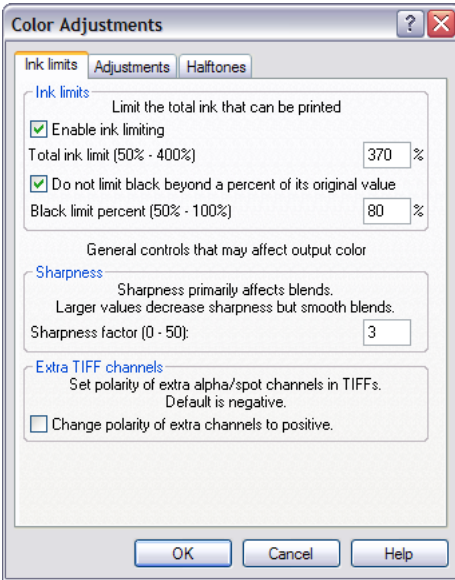 Color Adjustments
Ink limits Adjustments Halftones
Ink limits
Limit the total ink that can be printed
Enable ink limiting
Total ink limit (50% - 400%) 370 %
Do not limit black beyond a percent of its original value
Black limit percent (50% - 100%) 80 %
General controls that may affect output color
Sharpness
Sharpness primarily affects blends.
Larger values decrease sharpness but smooth blends.
Sharpness factor (0 - 50): 3
Extra TIFF channels
Set polarity of extra alpha/spot channels in TIFFs.
Default is negative.
Change polarity of extra channels to positive.
OK Cancel Help